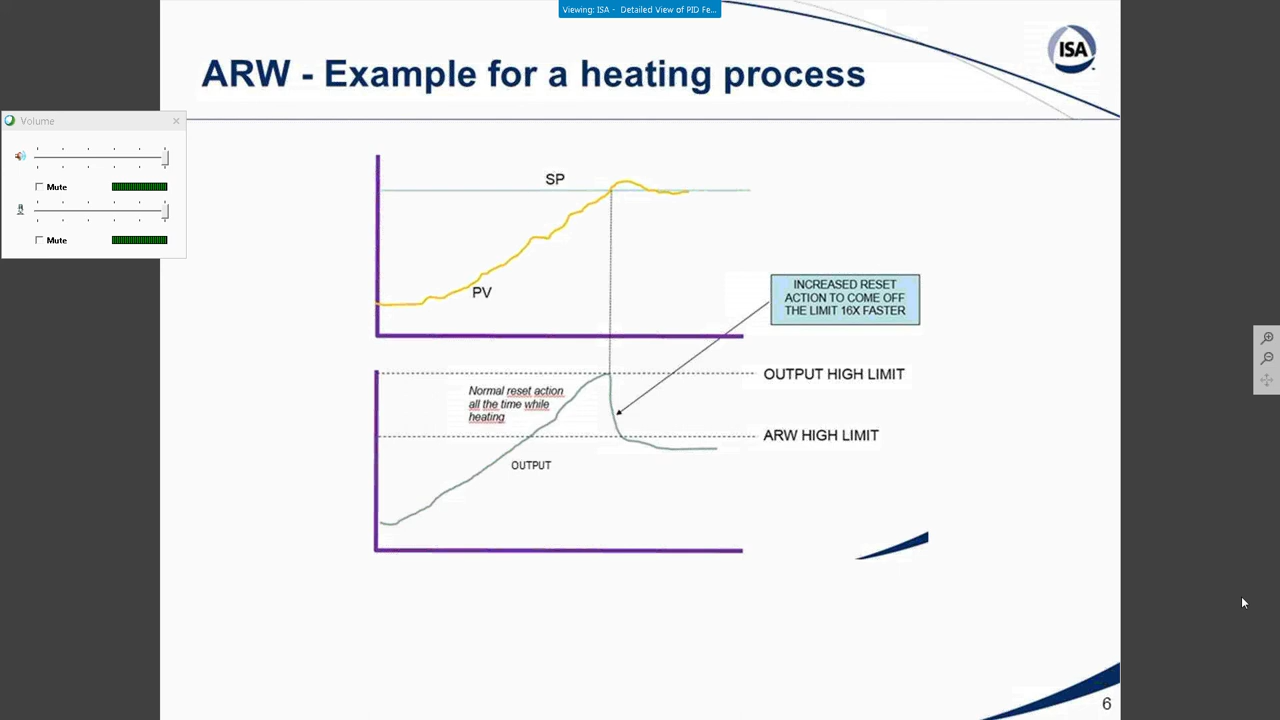 Viewing: ISA - Detailed View of PID Fe...
ISA
ARW - Example for a heating process
Volume
Mute
Mute
SP
PV
INCREASED RESET
ACTION TO COME OFF
THE LIMIT 16X FASTER
OUTPUT HIGH LIMIT
Normal reset action
all the time while
heating
ARW HIGH LIMIT
OUTPUT
6